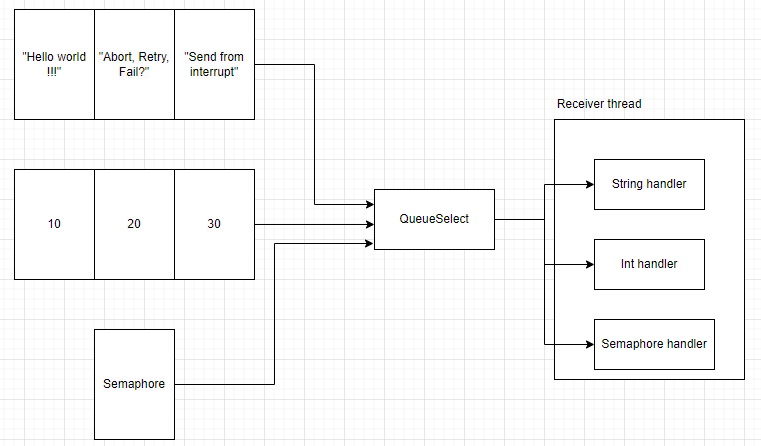 "Hello world
!!!"
"Abort, Retry,
Fail?"
"Send from
interrupt"
10
20
30
Semaphore
QueueSelect
Receiver thread
String handler
Int handler
Semaphore handler